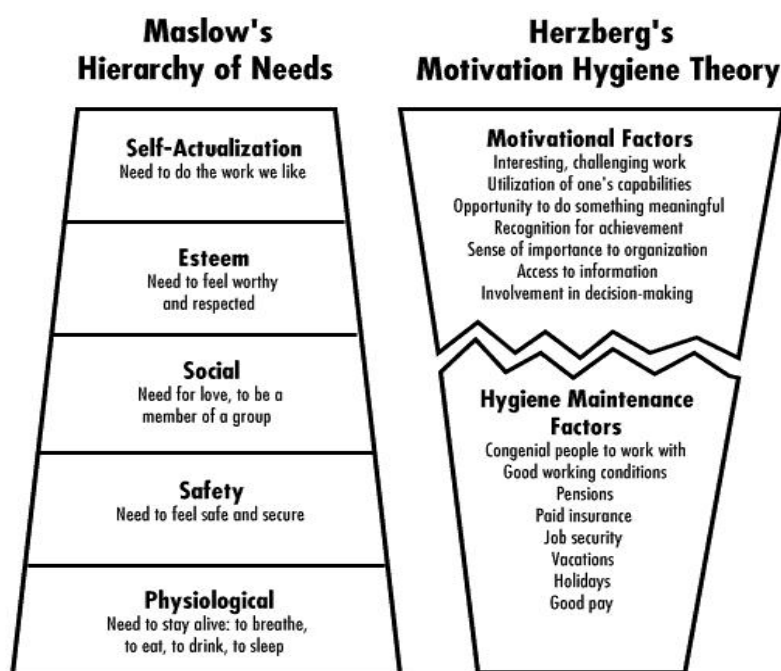 Maslow's
Hierarchy of Needs
Self-Actualization
Need to do the work we like
Esteem
Need to feel worthy
and respected
Social
Need for love, to be a
member of a group
Safety
Need to feel safe and secure
Physiological
Need to stay alive: to breathe,
to eat, to drink, to sleep
Herzberg's
Motivation Hygiene Theory
Motivational Factors
Interesting, challenging work
Utilization of one's capabilities
Opportunity to do something meaningful
Recognition for achievement
Sense of importance to organization
Access to information
Involvement in decision-making
Hygiene Maintenance
Factors
Congenial people to work with
Good working conditions
Pensions
Paid insurance
Job security
Vacations
Holidays
Good pay